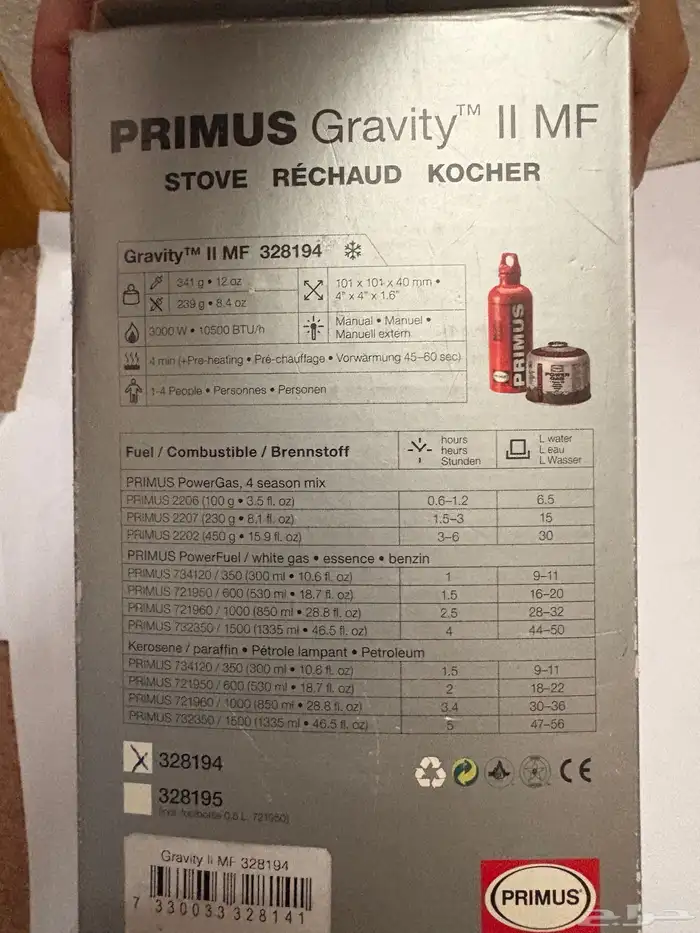 PRIMUS Gravity™ II MF
STOVE RÉCHAUD KOCHER
Gravity™ II MF 328194
341 g • 12 oz
239 g • 8.4 oz
101 x 101 x 40 mm •
4" x 4" x 1.6"
3000 W • 10500 BTU/h
Manual • Manuel •
Manuell extern
4 min (+Pre-heating • Pré-chauffage • Vorwärmung 45-60 sec)
1-4 People • Personnes • Personen
PRIMUS
PRIMUS
POWER
GAS
Fuel / Combustible / Brennstoff
hours
heurs
Stunden
L water
L eau
L Wasser
PRIMUS PowerGas, 4 season mix
PRIMUS 2206 (100 g • 3.5 fl. oz) 0.6-1.2 6.5
PRIMUS 2207 (230 g • 8,1 fl. oz) 1.5-3 15
PRIMUS 2202 (450 g • 15.9 fl. oz) 3-6 30
PRIMUS PowerFuel / white gas • essence • benzin
PRIMUS 734120 / 350 (300 ml • 10.6 fl. oz) 1 9-11
PRIMUS 721950 / 600 (530 ml • 18.7 fl. oz) 1.5 16-20
PRIMUS 721960 / 1000 (850 ml • 28.8 fl. oz) 2,5 28-32
PRIMUS 732350 / 1500 (1335 ml • 46.5 fl. oz) 4 44-50
Kerosene / paraffin • Pétrole lampant • Petroleum
PRIMUS 734120 / 350 (300 ml • 10.6 fl. oz) 1.5 9-11
PRIMUS 721950 / 600 (530 ml • 18.7 fl. oz) 2 18-22
PRIMUS 721960 / 1000 (850 ml • 28.8 fl. oz) 3.4 30-36
PRIMUS 732350 / 1500 (1335 ml • 46.5 fl. oz) 5 47-56
328194
328195
0.6 L. 721950)
CE
Gravity II MF 328194
7 330033 328141
PRIMUS®
حراج